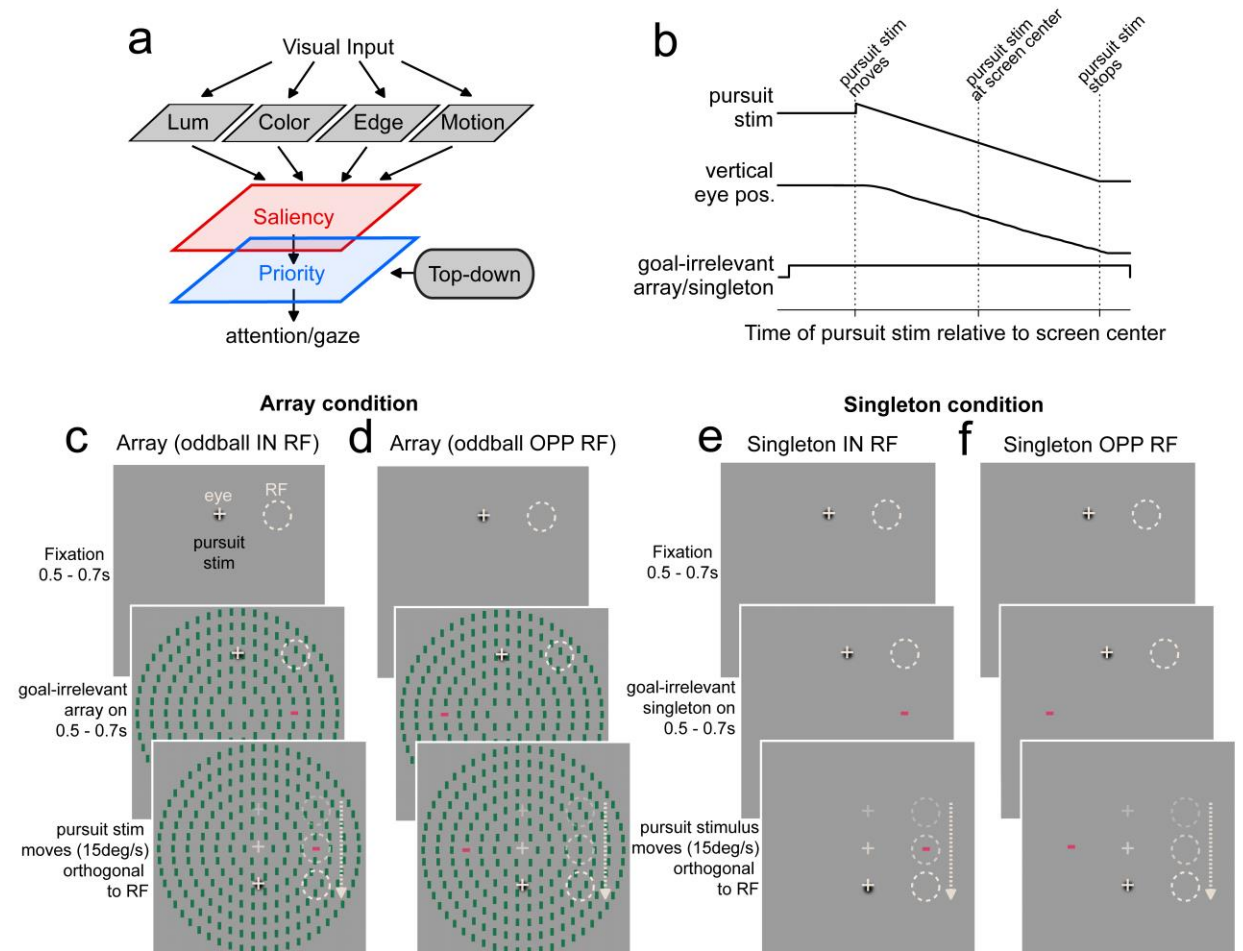 a
Visual Input
Lum
Color
Edge
Motion
Saliency
Priority
Top-down
attention/gaze
b
pursuit stim
moves
pursuit stim
at screen center
pursuit stim
stops
pursuit
stim
vertical
eye pos.
goal-irrelevant
array/singleton
Time of pursuit stim relative to screen center
Array condition
c
Array (oddball IN RF)
d
Array (oddball OPP RF)
eye
RF
pursuit
stim
Fixation
0.5 - 0.7s
goal-irrelevant
array on
0.5 - 0.7s
pursuit stim
moves (15deg/s)
orthogonal
to RF
Singleton condition
e
Singleton IN RF
f
Singleton OPP RF
Fixation
0.5 - 0.7s
goal-irrelevant
singleton on
0.5 - 0.7s
pursuit stimulus
moves (15deg/s)
orthogonal
to RF